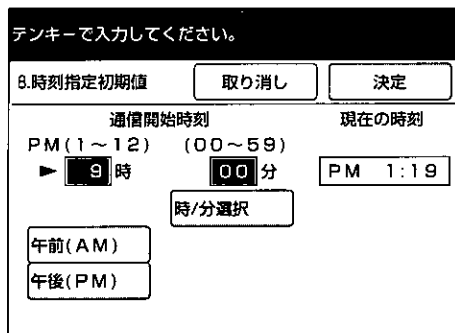 テンキーで入力してください。
8.時刻指定初期値 取り消し 決定
通信開始時刻 現在の時刻
PM(1~12) (00~59)
► 9 時 00 分 PM 1:19
時/分選択
午前(AM)
午後(PM)